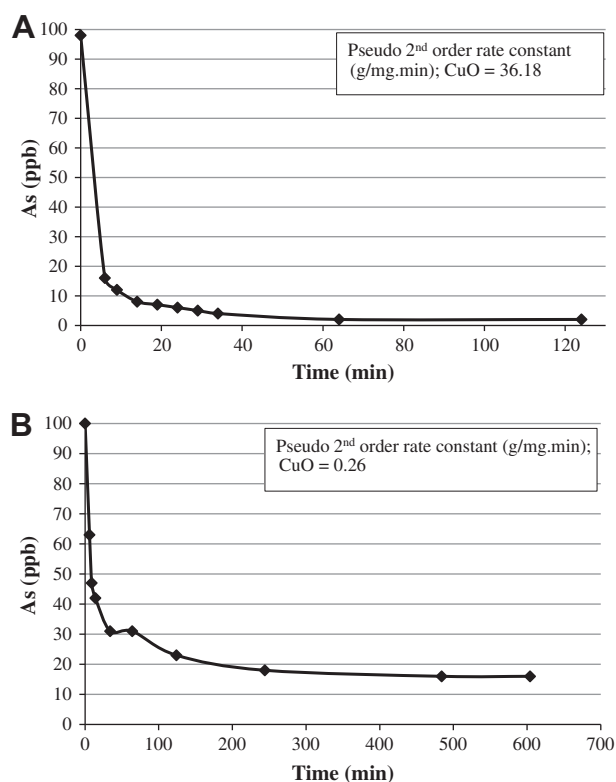 A
Pseudo 2nd order rate constant
(g/mg.min); CuO = 36.18
100
90
80
70
60
50
40
30
20
10
0
As (ppb)
0 20 40 60 80 100 120
Time (min)
B
Pseudo 2nd order rate constant (g/mg.min);
CuO = 0.26
100
90
80
70
60
50
40
30
20
10
0
As (ppb)
0 100 200 300 400 500 600 700
Time (min)